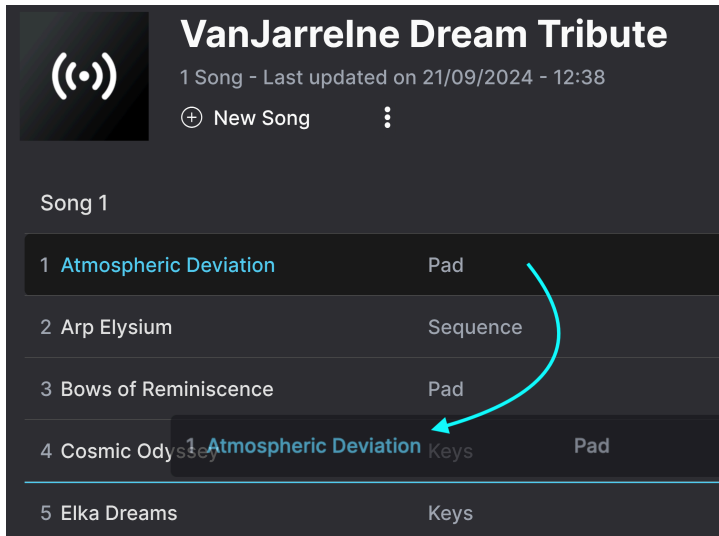 VanJarrelne Dream Tribute
1 Song - Last updated on 21/09/2024 - 12:38
New Song
Song 1
1 Atmospheric Deviation Pad
2 Arp Elysium Sequence
3 Bows of Reminiscence Pad
1 Atmospheric Deviation Pad
4 Cosmic Odyssey Keys
5 Elka Dreams Keys